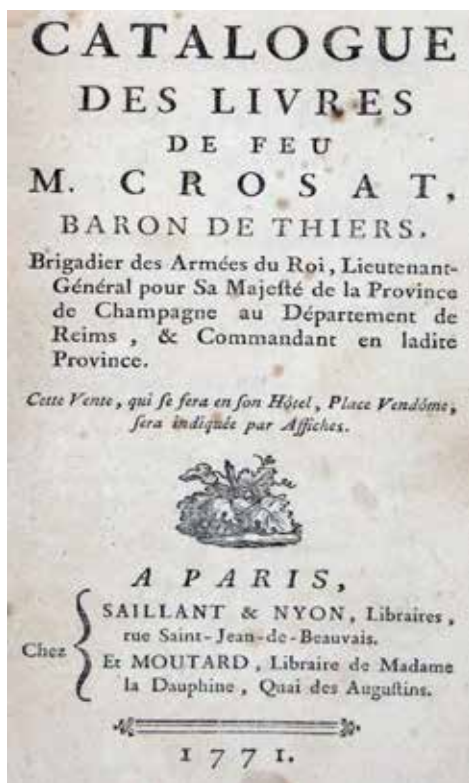 CATALOGUE
DES LIVRES
DE FEU
M. CROSAT,
BARON DE THIERS.
Brigadier des Armées du Roi, Lieutenant-
Général pour Sa Majeſté de la Province
de Champagne au Département de
Reims, & Commandant en ladite
Province.
Cette Vente, qui ſe fera en ſon Hôtel, Place Vendôme,
ſera indiquée par Affiches.
A PARIS,
Chez
SAILLANT & NYON, Libraires,
rue Saint-Jean-de-Beauvais.
Et MOUTARD, Libraire de Madame
la Dauphine, Quai des Auguſtins.
1771.